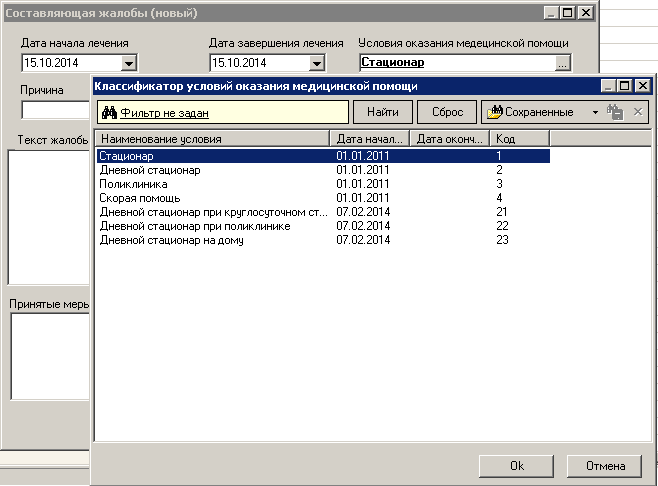 Составляющая жалобы (новый)
Дата начала лечения
Дата завершения лечения
Условия оказания медецинской помощи
15.10.2014
15.10.2014
Стационар
...
Причина
Текст жалобь
Принятые меры
Классификатор условий оказания медицинской помощи
Фильтр не задан
Найти
Сброс
Сохраненные
Наименование условия Дата начал... Дата оконч... Код
Стационар 01.01.2011 1
Дневной стационар 01.01.2011 2
Поликлиника 01.01.2011 3
Скорая помощь 01.01.2011 4
Дневной стационар при круглосуточном ст... 07.02.2014 21
Дневной стационар при поликлинике 07.02.2014 22
Дневной стационар на дому 07.02.2014 23
Ok
Отмена